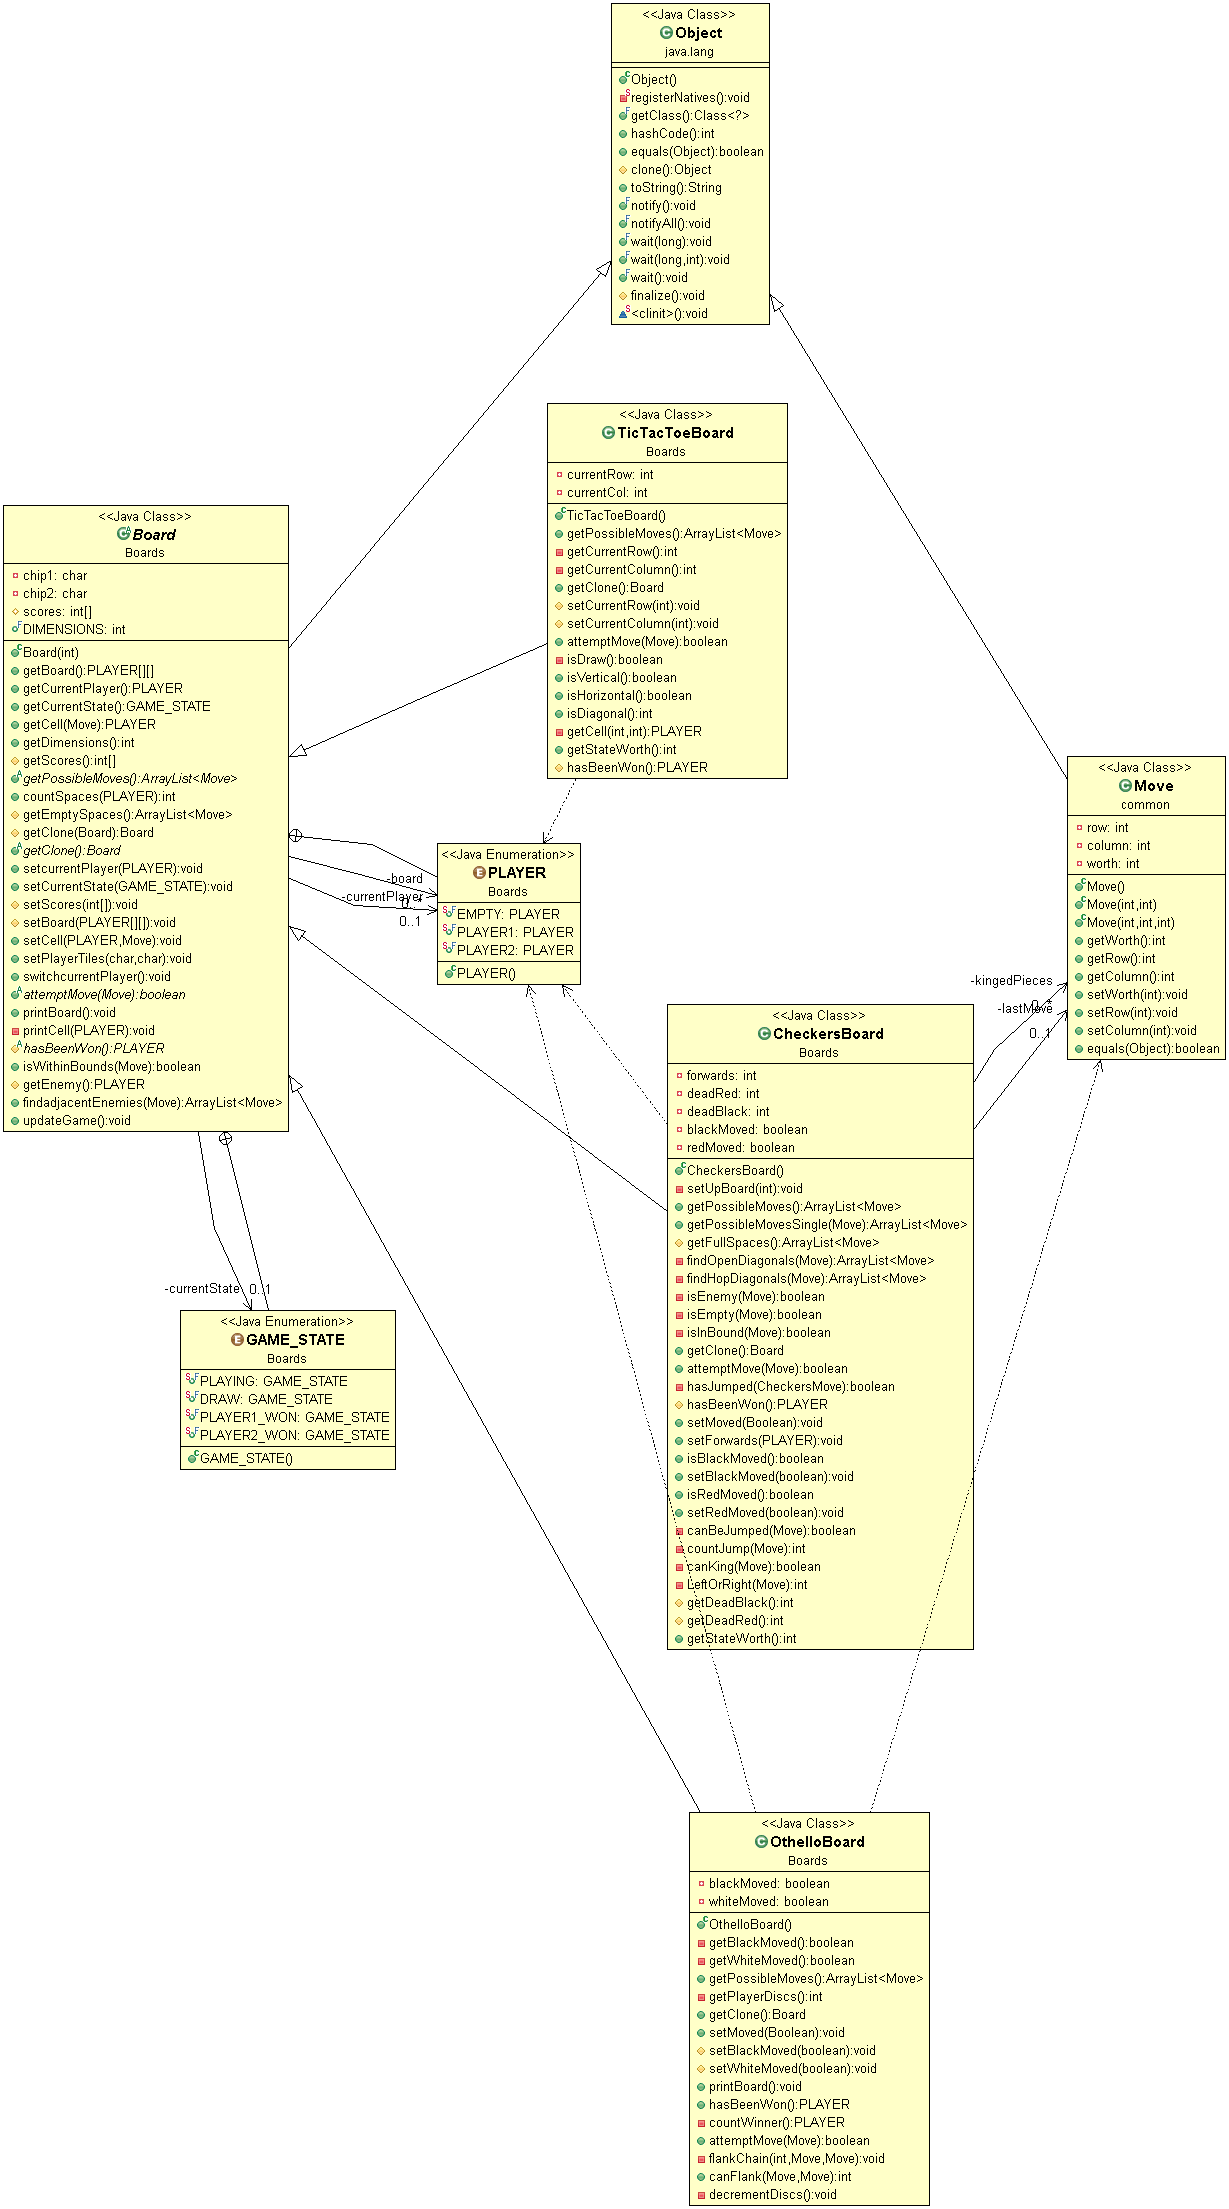 <<Java Class>>
Object
java.lang
Object()
registerNatives():void
getClass():Class<?>
hashCode():int
equals(Object):boolean
clone():Object
toString():String
notify():void
notifyAll():void
wait(long):void
wait(long,int):void
wait():void
finalize():void
<clinit>():void
<<Java Class>>
TicTacToeBoard
Boards
currentRow: int
currentCol: int
TicTacToeBoard()
getPossibleMoves():ArrayList<Move>
getCurrentRow():int
getCurrentColumn():int
getClone():Board
setCurrentRow(int):void
setCurrentColumn(int):void
attemptMove(Move):boolean
isDraw():boolean
isVertical():boolean
isHorizontal():boolean
isDiagonal():int
getCell(int,int):PLAYER
getStateWorth():int
hasBeenWon():PLAYER
<<Java Class>>
Board
Boards
chip1: char
chip2: char
scores: int[]
DIMENSIONS: int
Board(int)
getBoard():PLAYER[][]
getCurrentPlayer():PLAYER
getCurrentState():GAME_STATE
getCell(Move):PLAYER
getDimensions():int
getScores():int[]
getPossibleMoves():ArrayList<Move>
countSpaces(PLAYER):int
getEmptySpaces():ArrayList<Move>
getClone(Board):Board
getClone():Board
setcurrentPlayer(PLAYER):void
setCurrentState(GAME_STATE):void
setScores(int[]):void
setBoard(PLAYER[][]):void
setCell(PLAYER,Move):void
setPlayerTiles(char,char):void
switchcurrentPlayer():void
attemptMove(Move):boolean
printBoard():void
printCell(PLAYER):void
hasBeenWon():PLAYER
isWithinBounds(Move):boolean
getEnemy():PLAYER
findadjacentEnemies(Move):ArrayList<Move>
updateGame():void
-board
-currentPlayer
0..*
0..1
<<Java Enumeration>>
PLAYER
Boards
EMPTY: PLAYER
PLAYER1: PLAYER
PLAYER2: PLAYER
PLAYER()
<<Java Class>>
Move
common
row: int
column: int
worth: int
Move()
Move(int,int)
Move(int,int,int)
getWorth():int
getRow():int
getColumn():int
setWorth(int):void
setRow(int):void
setColumn(int):void
equals(Object):boolean
-kingedPieces
0..*
-lastMove
0..1
<<Java Class>>
CheckersBoard
Boards
forwards: int
deadRed: int
deadBlack: int
blackMoved: boolean
redMoved: boolean
CheckersBoard()
setUpBoard(int):void
getPossibleMoves():ArrayList<Move>
getPossibleMovesSingle(Move):ArrayList<Move>
getFullSpaces():ArrayList<Move>
findOpenDiagonals(Move):ArrayList<Move>
findHopDiagonals(Move):ArrayList<Move>
isEnemy(Move):boolean
isEmpty(Move):boolean
isInBound(Move):boolean
getClone():Board
attemptMove(Move):boolean
hasJumped(CheckersMove):boolean
hasBeenWon():PLAYER
setMoved(Boolean):void
setForwards(PLAYER):void
isBlackMoved():boolean
setBlackMoved(boolean):void
isRedMoved():boolean
setRedMoved(boolean):void
canBeJumped(Move):boolean
countJump(Move):int
canKing(Move):boolean
LeftOrRight(Move):int
getDeadBlack():int
getDeadRed():int
getStateWorth():int
-currentState 0..1
<<Java Enumeration>>
GAME_STATE
Boards
PLAYING: GAME_STATE
DRAW: GAME_STATE
PLAYER1_WON: GAME_STATE
PLAYER2_WON: GAME_STATE
GAME_STATE()
<<Java Class>>
OthelloBoard
Boards
blackMoved: boolean
whiteMoved: boolean
OthelloBoard()
getBlackMoved():boolean
getWhiteMoved():boolean
getPossibleMoves():ArrayList<Move>
getPlayerDiscs():int
getClone():Board
setMoved(Boolean):void
setBlackMoved(boolean):void
setWhiteMoved(boolean):void
printBoard():void
hasBeenWon():PLAYER
countWinner():PLAYER
attemptMove(Move):boolean
flankChain(int,Move,Move):void
canFlank(Move,Move):int
decrementDiscs():void